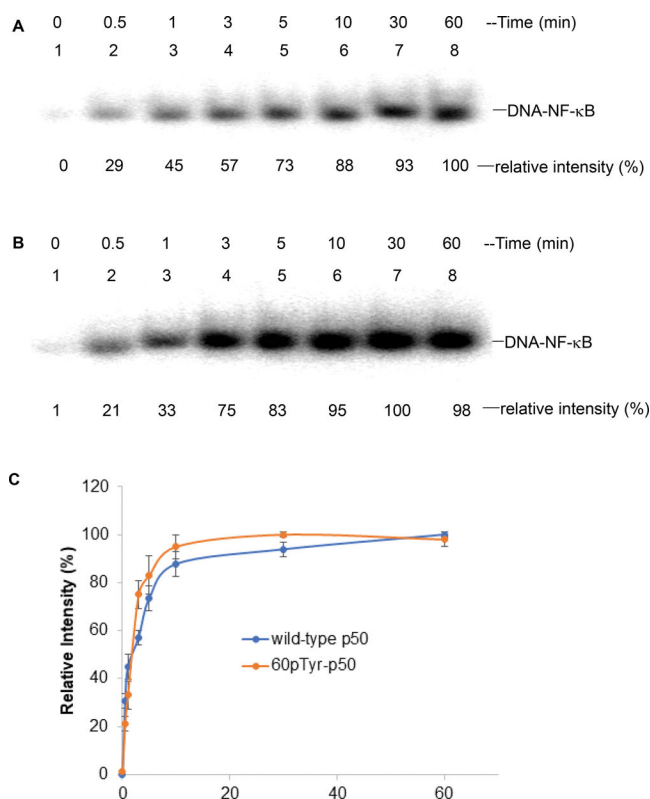 A
0 0.5 1 3 5 10 30 60 --Time (min)
1 2 3 4 5 6 7 8
—DNA-NF-κB
0 29 45 57 73 88 93 100 —relative intensity (%)
B
0 0.5 1 3 5 10 30 60 --Time (min)
1 2 3 4 5 6 7 8
—DNA-NF-κB
1 21 33 75 83 95 100 98 —relative intensity (%)
C
Relative Intensity (%)
120
100
80
60
40
20
0
wild-type p50
60pTyr-p50
0 20 40 60